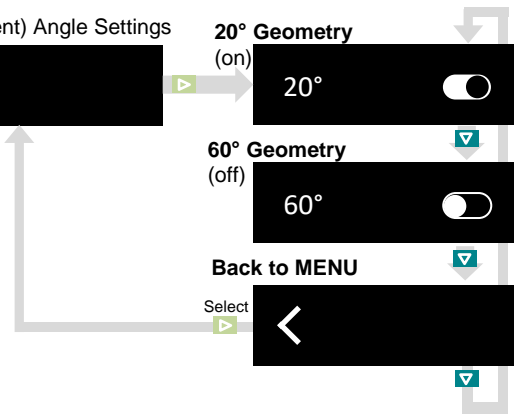 ent) Angle Settings
20° Geometry
(on)
20°
60° Geometry
(off)
60°
Back to MENU
Select